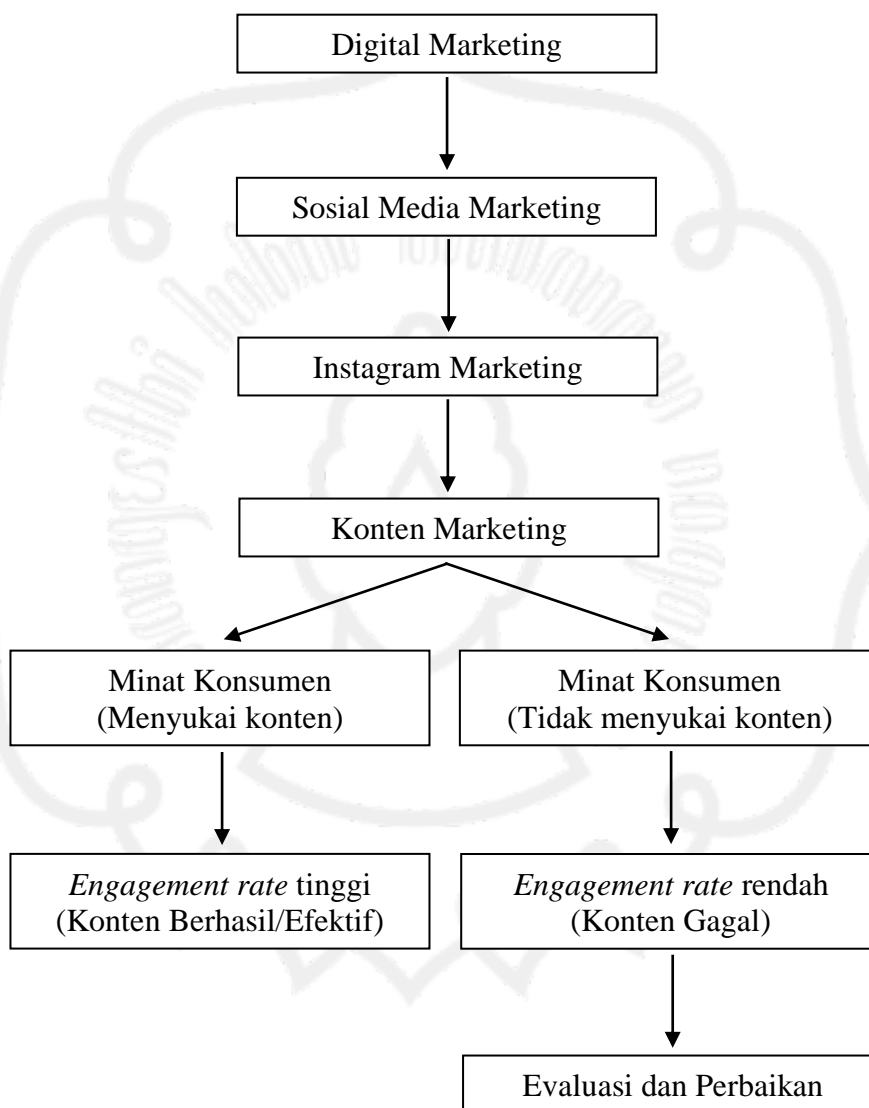 Digital Marketing
Sosial Media Marketing
Instagram Marketing
Konten Marketing
Minat Konsumen
(Menyukai konten)
Minat Konsumen
(Tidak menyukai konten)
Engagement rate tinggi
(Konten Berhasil/Efektif)
Engagement rate rendah
(Konten Gagal)
Evaluasi dan Perbaikan